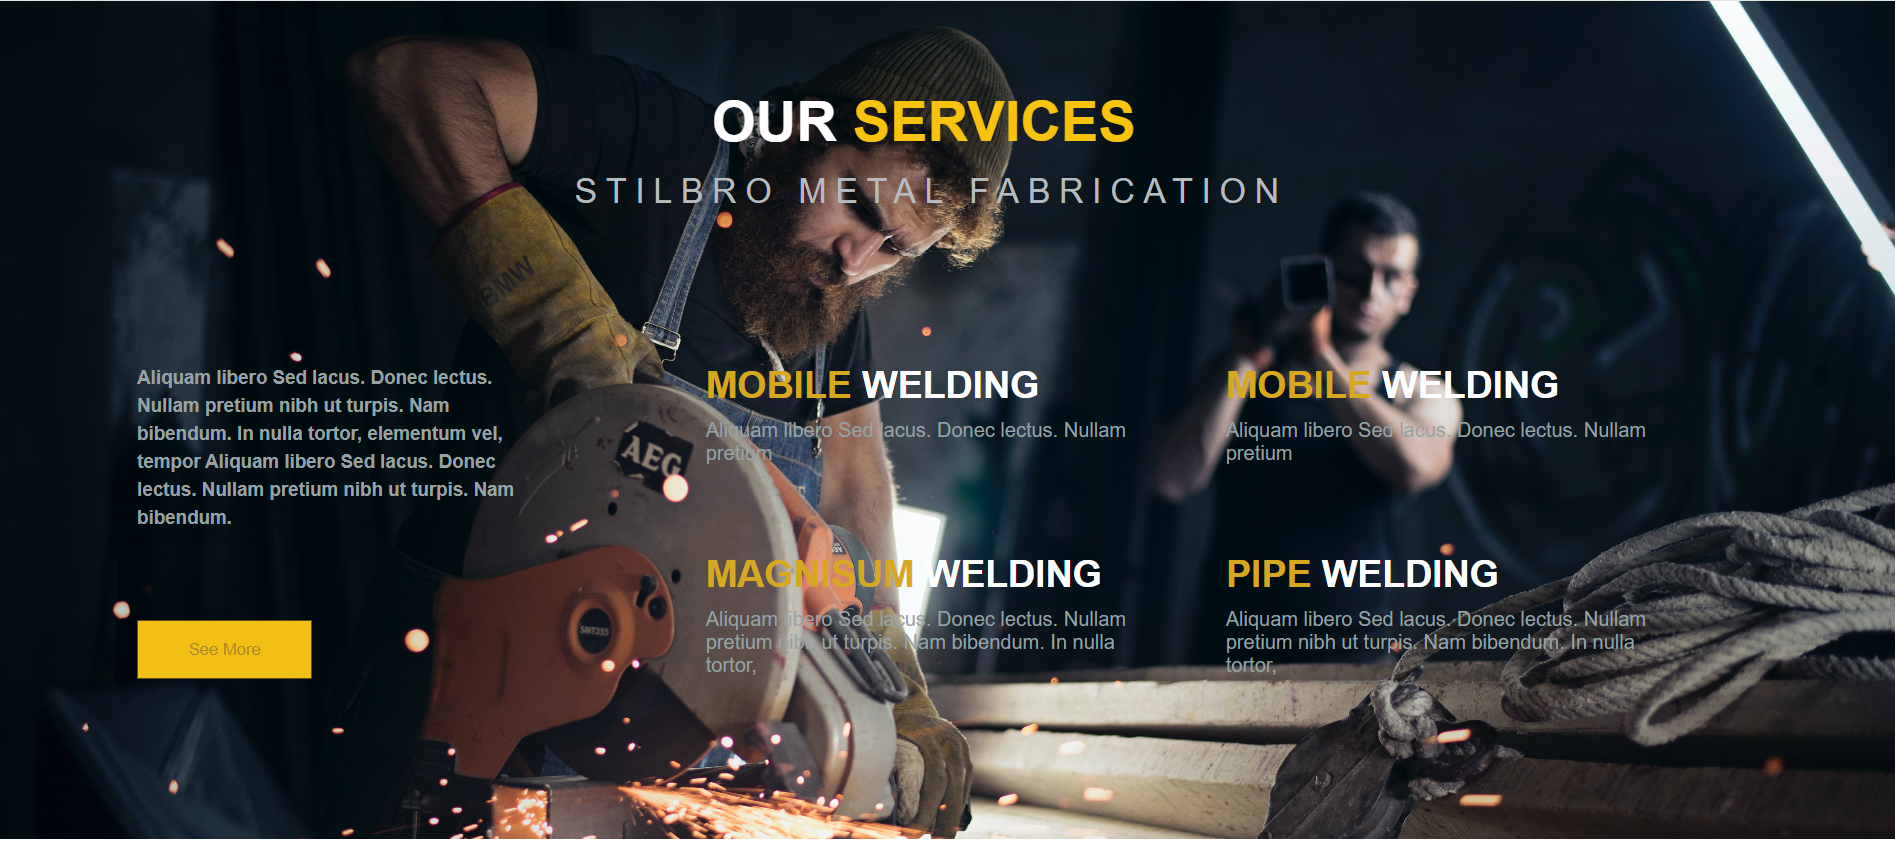 OUR SERVICES
STILBRO METAL FABRICATION
BMW
Aliquam libero Sed lacus. Donec lectus.
Nullam pretium nibh ut turpis. Nam
bibendum. In nulla tortor, elementum vel,
tempor Aliquam libero Sed lacus. Donec
lectus. Nullam pretium nibh ut turpis. Nam
bibendum.
See More
AEG
SMT355
MOBILE WELDING
Aliquam libero Sed lacus. Donec lectus. Nullam
pretium
MOBILE WELDING
Aliquam libero Sed lacus. Donec lectus. Nullam
pretium
MAGNISUM WELDING
Aliquam libero Sed lacus. Donec lectus. Nullam
pretium nibh ut turpis. Nam bibendum. In nulla
tortor,
PIPE WELDING
Aliquam libero Sed lacus. Donec lectus. Nullam
pretium nibh ut turpis. Nam bibendum. In nulla
tortor,